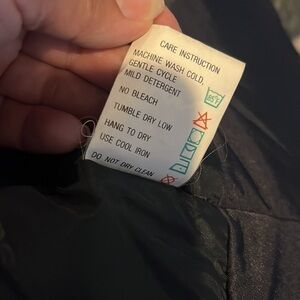 CARE INSTRUCTION
MACHINE WASH COLD,
GENTLE CYCLE
MILD DETERGENT
NO BLEACH
TUMBLE DRY LOW
HANG TO DRY
USE COOL IRON
DO NOT DRY CLEAN